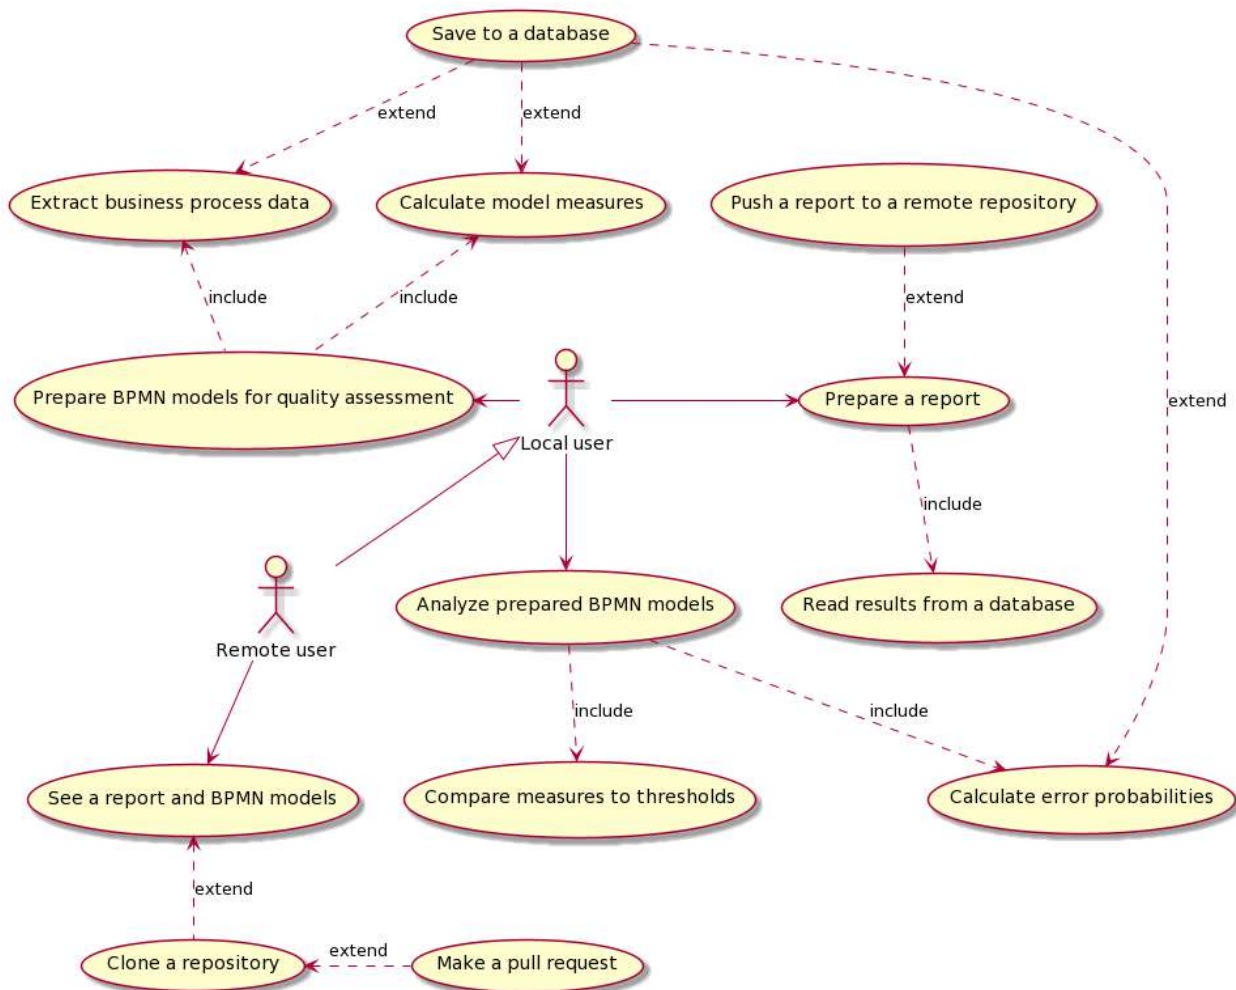 Save to a database
extend
extend
Extract business process data
Calculate model measures
Push a report to a remote repository
include
include
extend
Prepare BPMN models for quality assessment
Prepare a report
extend
Local user
include
Analyze prepared BPMN models
Read results from a database
Remote user
include
include
See a report and BPMN models
Compare measures to thresholds
Calculate error probabilities
extend
extend
Clone a repository
Make a pull request